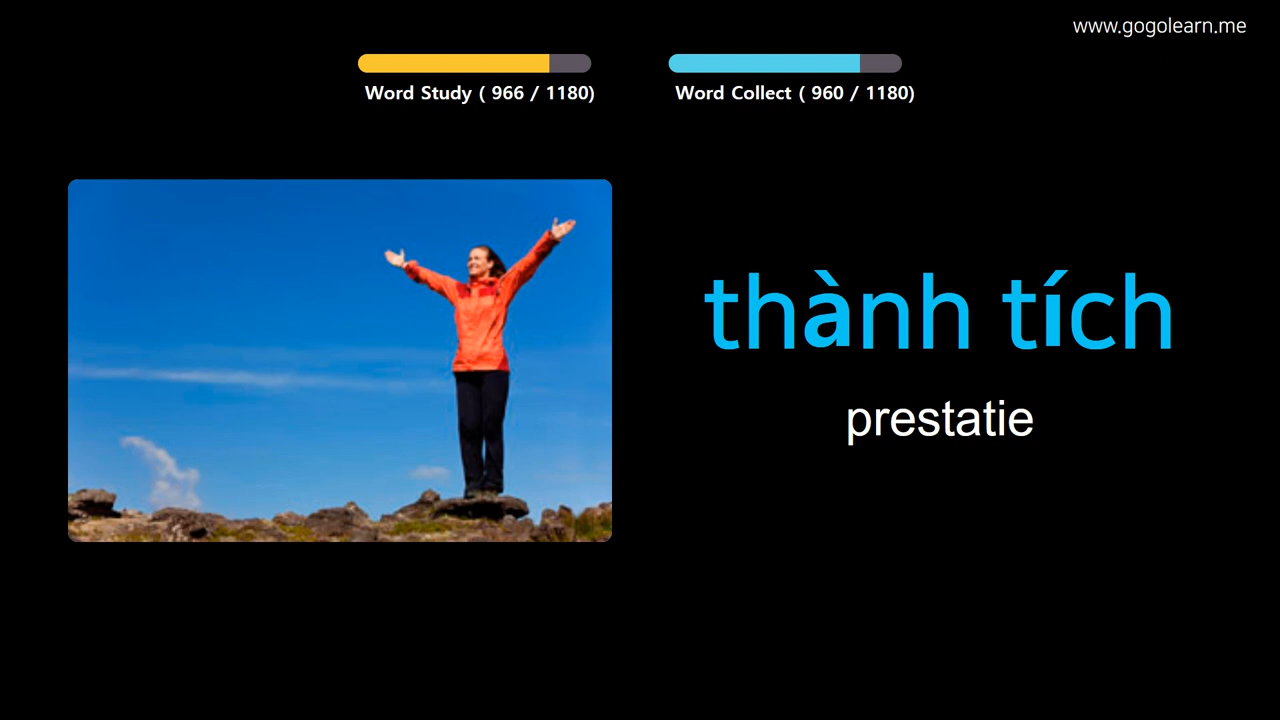 www.gogolearn.me
Word Study ( 966 / 1180)
Word Collect ( 960 / 1180)
thành tích
prestatie